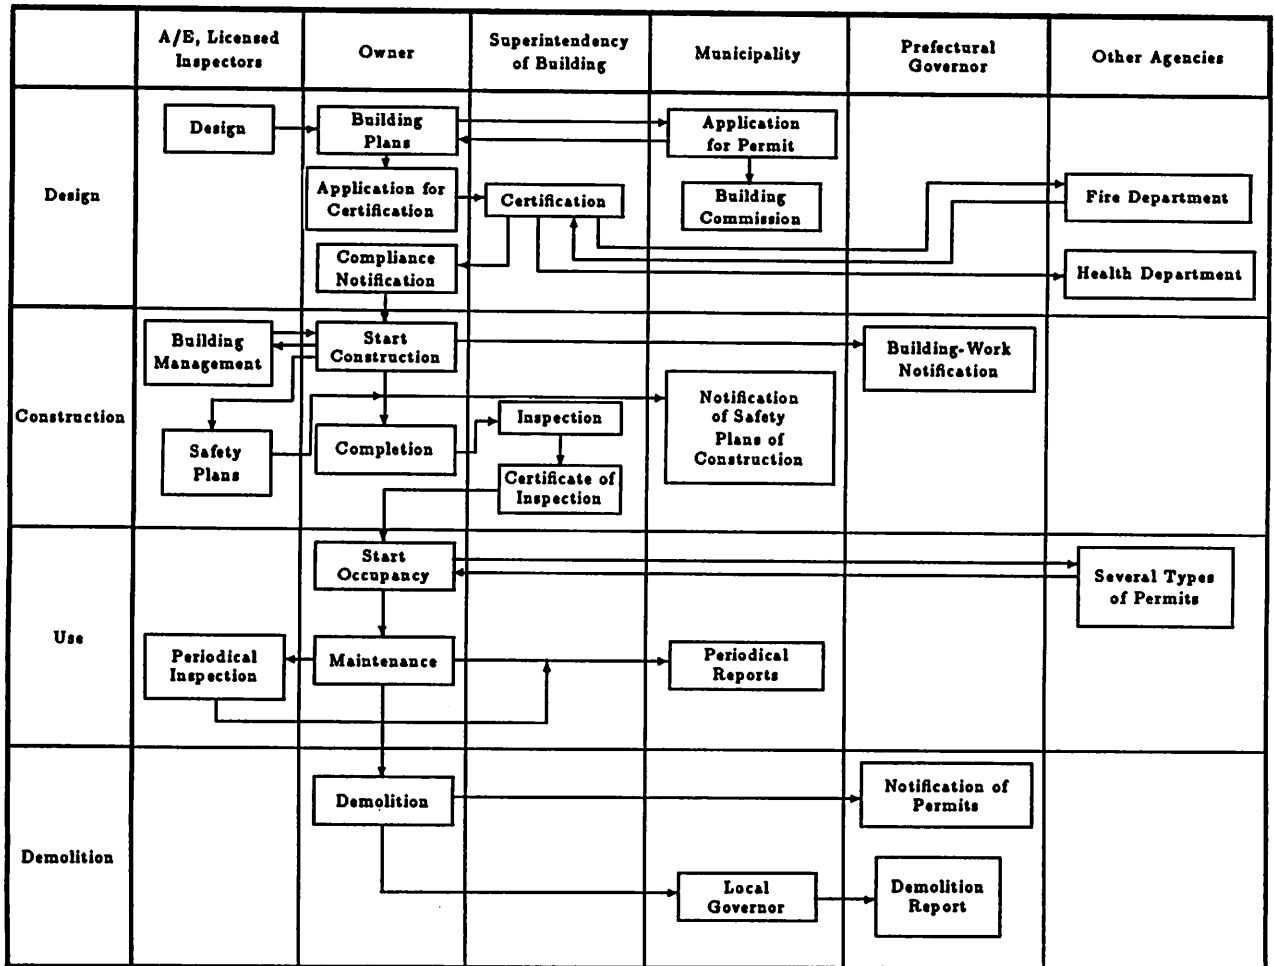 A/E, Licensed
Inspectors
Owner
Superintendency
of Building
Municipality
Prefectural
Governor
Other Agencies
Design
Design
Building
Plans
Application
for Permit
Application for
Certification
Certification
Building
Commission
Fire Department
Compliance
Notification
Health Department
Construction
Building
Management
Start
Construction
Building-Work
Notification
Safety
Plans
Completion
Inspection
Certificate of
Inspection
Notification
of Safety
Plans of
Construction
Use
Start
Occupancy
Several Types
of Permits
Periodical
Inspection
Maintenance
Periodical
Reports
Demolition
Demolition
Notification of
Permits
Local
Governor
Demolition
Report